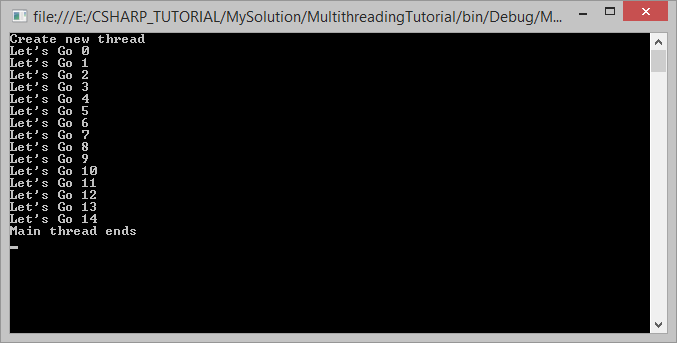 file:///E:/CSHARP_TUTORIAL/MySolution/MultithreadingTutorial/bin/Debug/M...
Create new thread
Let's Go 0
Let's Go 1
Let's Go 2
Let's Go 3
Let's Go 4
Let's Go 5
Let's Go 6
Let's Go 7
Let's Go 8
Let's Go 9
Let's Go 10
Let's Go 11
Let's Go 12
Let's Go 13
Let's Go 14
Main thread ends